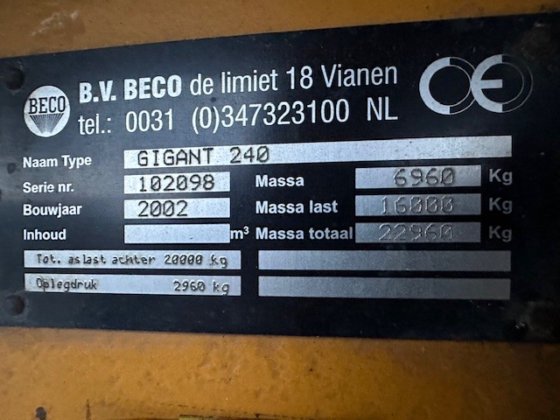 BECO
B.V. BECO de limiet 18 Vianen
tel.: 0031 (0)347323100 NL
CE
Naam Type GIGANT 240
Serie nr. 102098 Massa 6960 Kg
Bouwjaar 2002 Massa last 16000 Kg
Inhoud m³ Massa totaal 22960 Kg
Tot. aslast achter 20000 kg
Oplegdruk 2960 kg